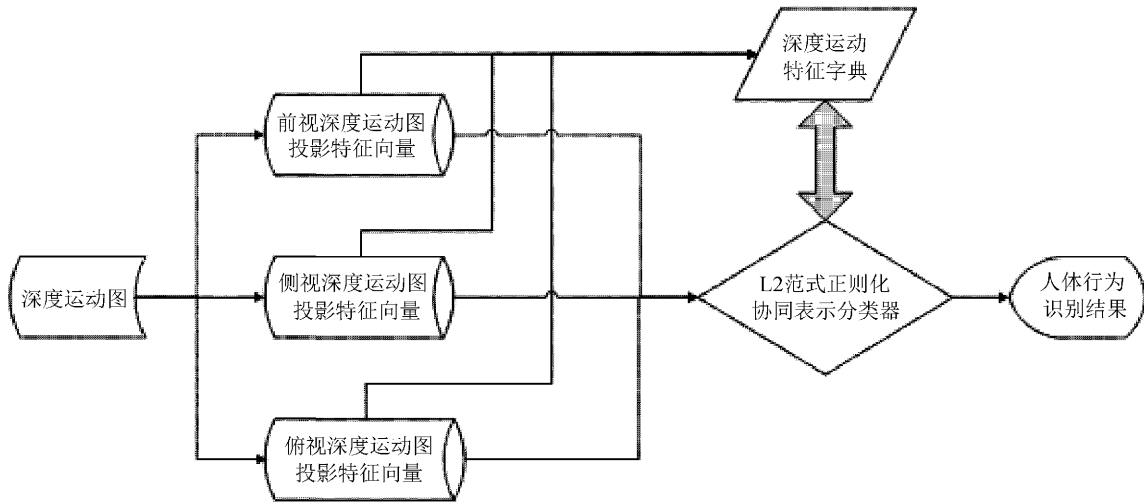 深度运动
特征字典
前视深度运动图
投影特征向量
深度运动图
侧视深度运动图
投影特征向量
L2范式正则化
协同表示分类器
人体行为
识别结果
俯视深度运动图
投影特征向量